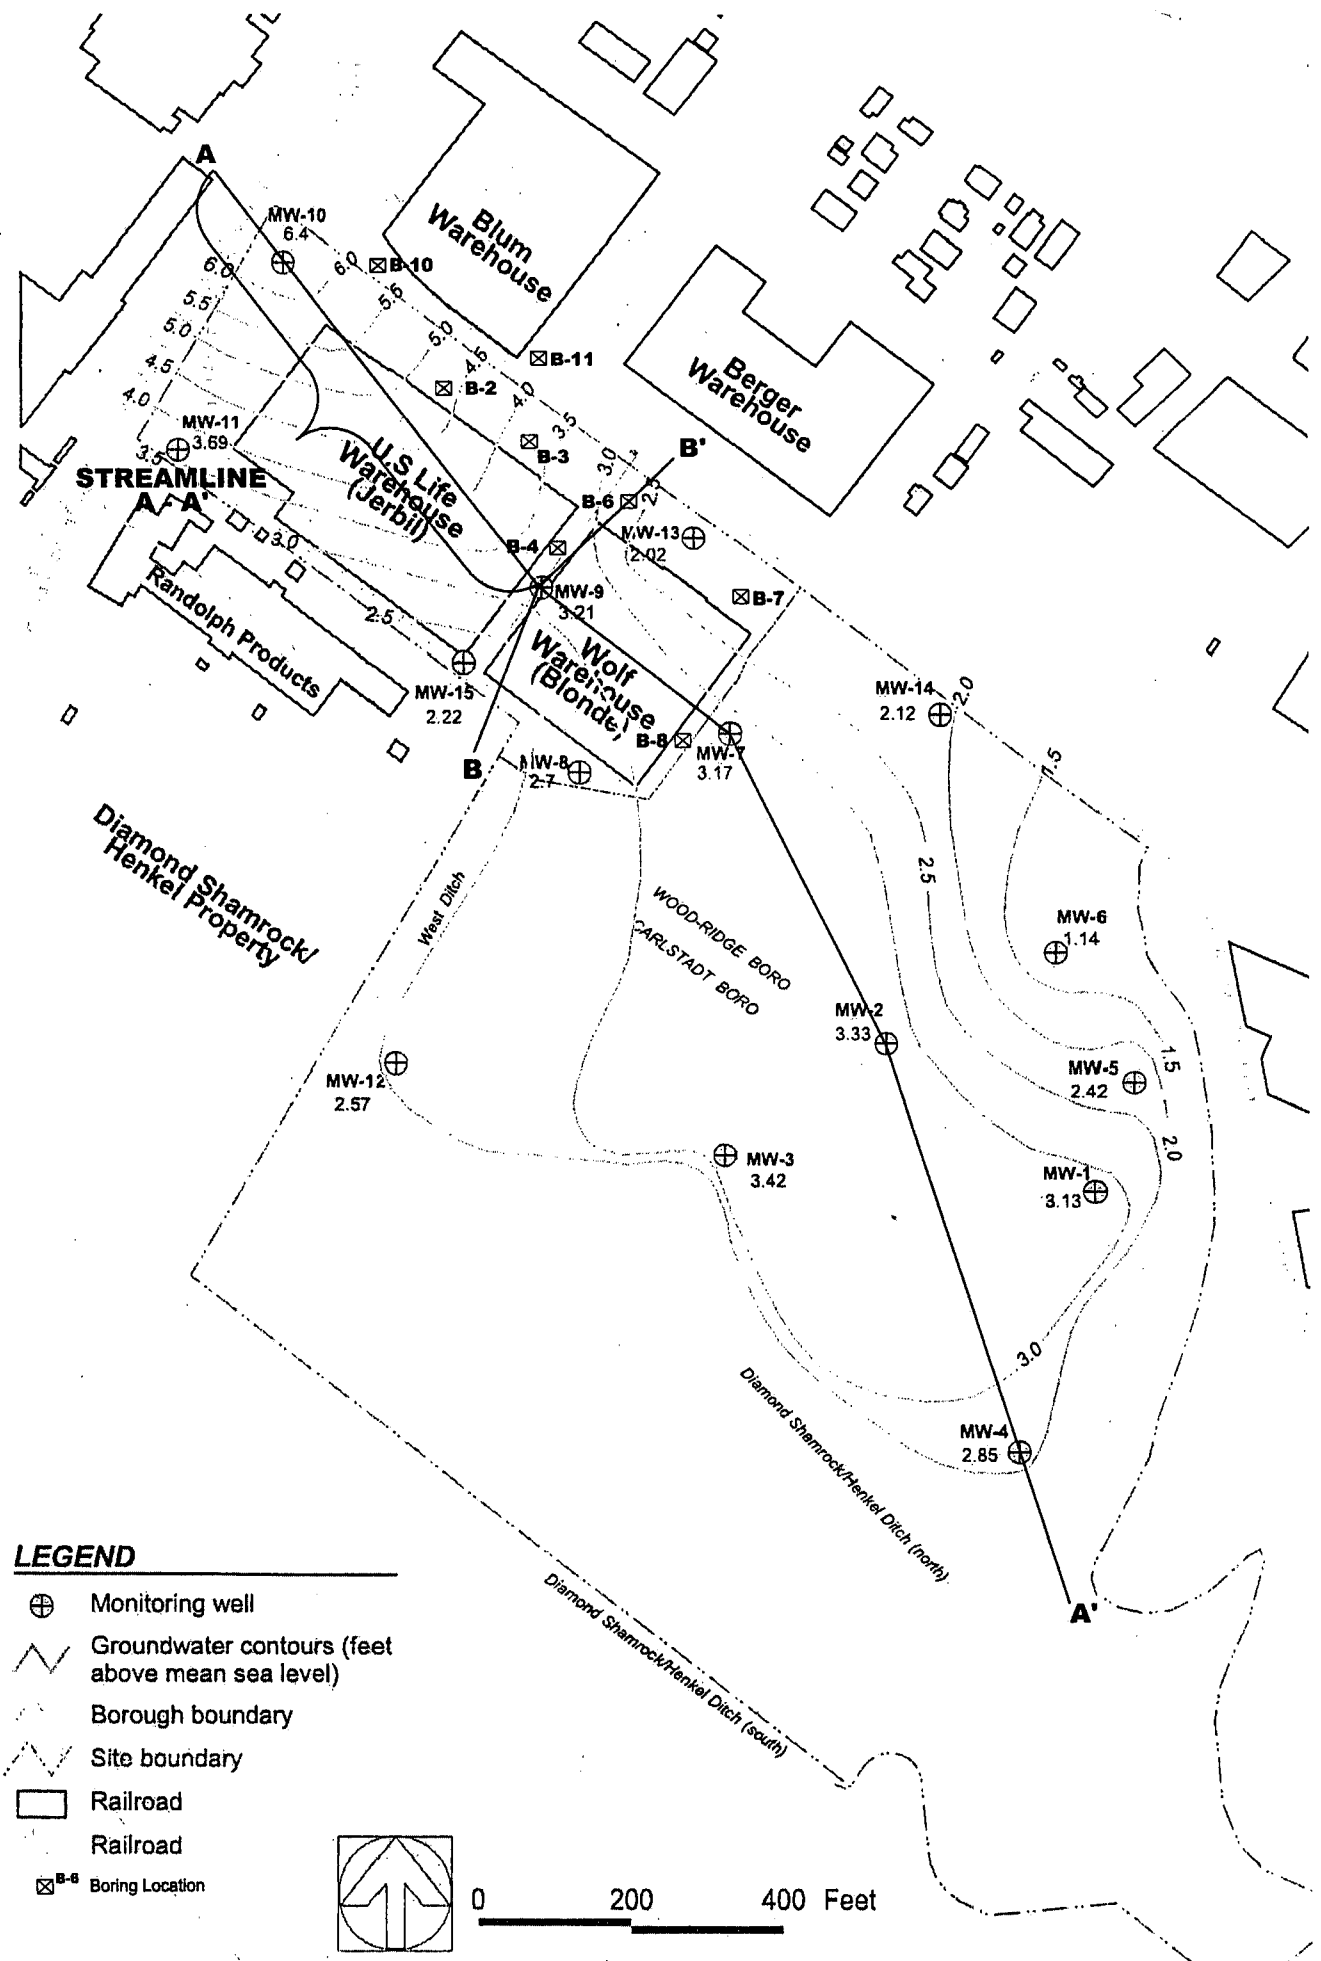 A
MW-10
6.4
Blum
Warehouse
6.0
6.0
B-10
5.5
5.6
5.0
5.0
B-11
4.5
4.5
B-2
Berger
Warehouse
4.0
4.0
MW-11
3.69
3.5
3.5
B-3
B'
STREAMLINE
A - A'
U.S Life
Warehouse
(Jerbil)
3.0
2.5
B-6
MW-13
2.02
3.0
B-4
MW-9
3.21
B-7
Randolph Products
2.5
Wolf
Warehouse
(Blonde)
MW-15
2.22
MW-14
2.12
2.0
B-8
MW-7
3.17
B
MW-8
2.7
1.5
Diamond Shamrock/
Henkel Property
West Ditch
2.5
WOOD-RIDGE BORO
CARLSTADT BORO
MW-6
1.14
MW-2
3.33
1.5
MW-12
2.57
MW-5
2.42
2.0
MW-3
3.42
MW-1
3.13
3.0
Diamond Shamrock/Henkel Ditch (north)
MW-4
2.85
A'
Diamond Shamrock/Henkel Ditch (south)
LEGEND
Monitoring well
Groundwater contours (feet
above mean sea level)
Borough boundary
Site boundary
Railroad
Railroad
B-6 Boring Location
0 200 400 Feet